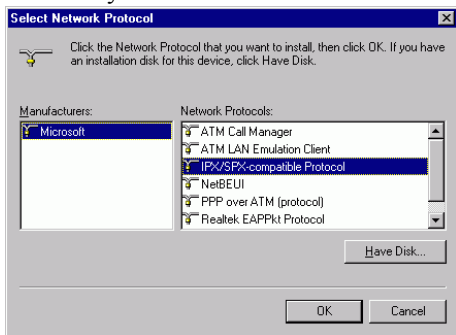 Select Network Protocol
Click the Network Protocol that you want to install, then click OK. If you have
an installation disk for this device, click Have Disk.
Manufacturers:
Network Protocols:
Microsoft
ATM Call Manager
ATM LAN Emulation Client
IPX/SPX-compatible Protocol
NetBEUI
PPP over ATM (protocol)
Realtek EAPPkt Protocol
Have Disk...
OK
Cancel